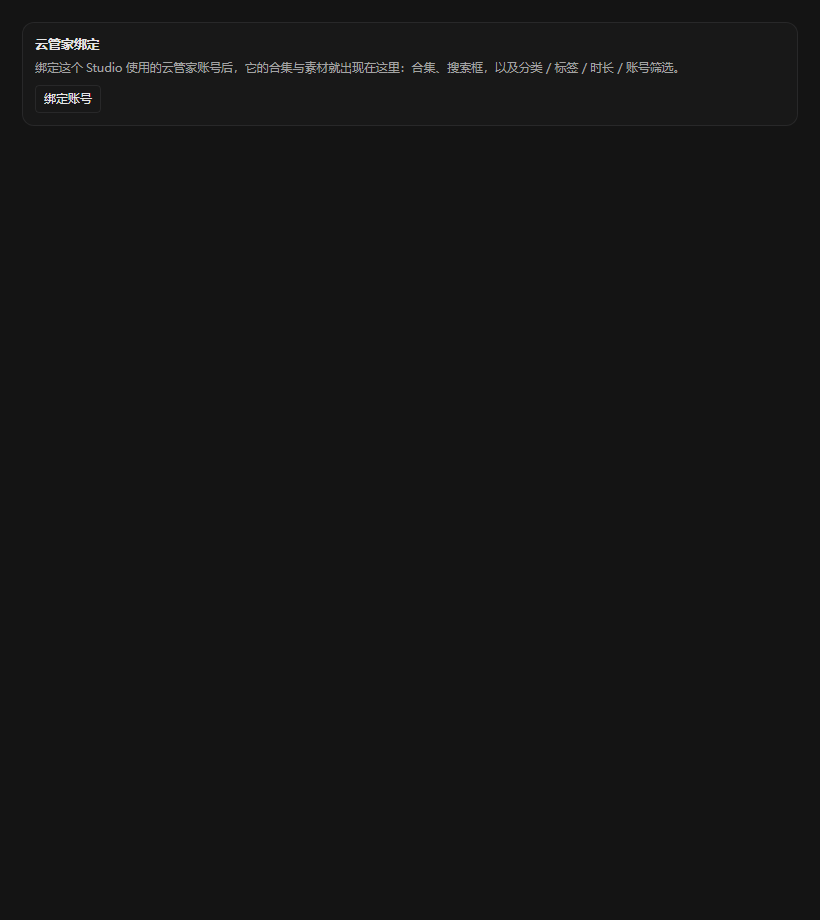 云管家绑定
绑定这个 Studio 使用的云管家账号后，它的合集与素材就出现在这里：合集、搜索框，以及分类 / 标签 / 时长 / 账号筛选。
绑定账号